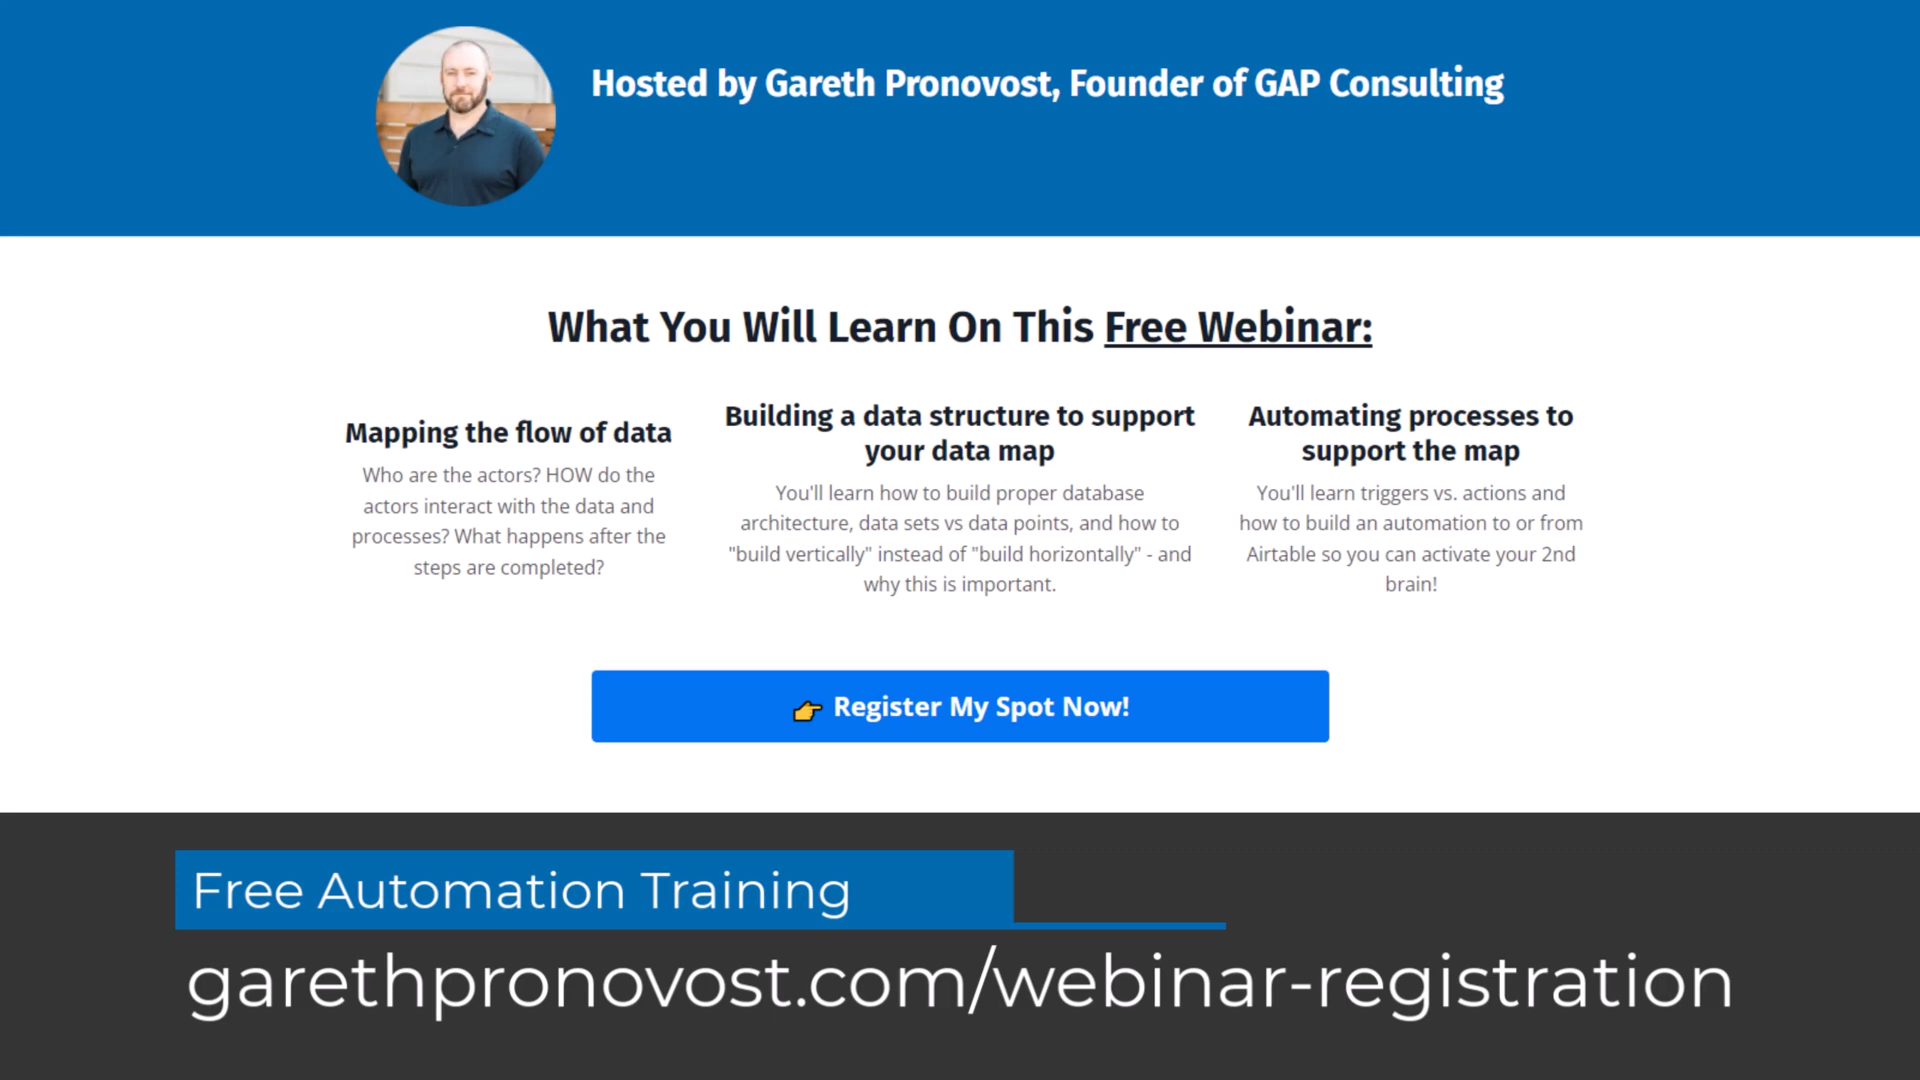 Hosted by Gareth Pronovost, Founder of GAP Consulting
What You Will Learn On This Free Webinar:
Mapping the flow of data
Who are the actors? HOW do the
actors interact with the data and
processes? What happens after the
steps are completed?
Building a data structure to support
your data map
You'll learn how to build proper database
architecture, data sets vs data points, and how to
"build vertically" instead of "build horizontally" - and
why this is important.
Automating processes to
support the map
You'll learn triggers vs. actions and
how to build an automation to or from
Airtable so you can activate your 2nd
brain!
👉 Register My Spot Now!
Free Automation Training
garethpronovost.com/webinar-registration